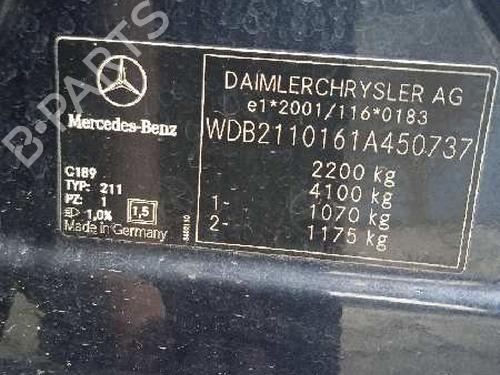 B-PARTS
Mercedes-Benz
C189
TYP: 211
PZ: 1
1,0% 1,5
Made in Germany
DAIMLERCHRYSLER AG
e1*2001/116*0183
WDB2110161A450737
2200 kg
4100 kg
1- 1070 kg
2- 1175 kg